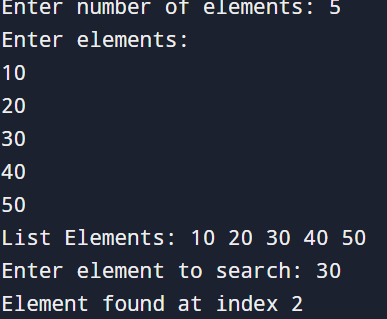 Enter number of elements: 5
Enter elements:
10
20
30
40
50
List Elements: 10 20 30 40 50
Enter element to search: 30
Element found at index 2